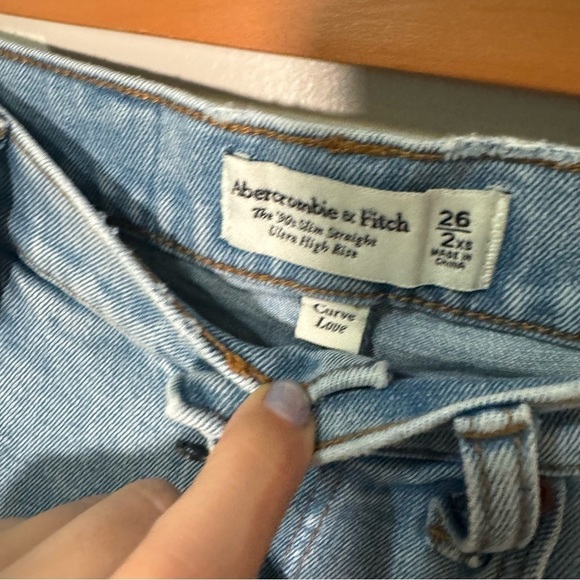 Abercrombie & Fitch
The '90s Slim Straight
Ultra High Rise
26
2XS
MADE IN
CHINA
Curve
Love